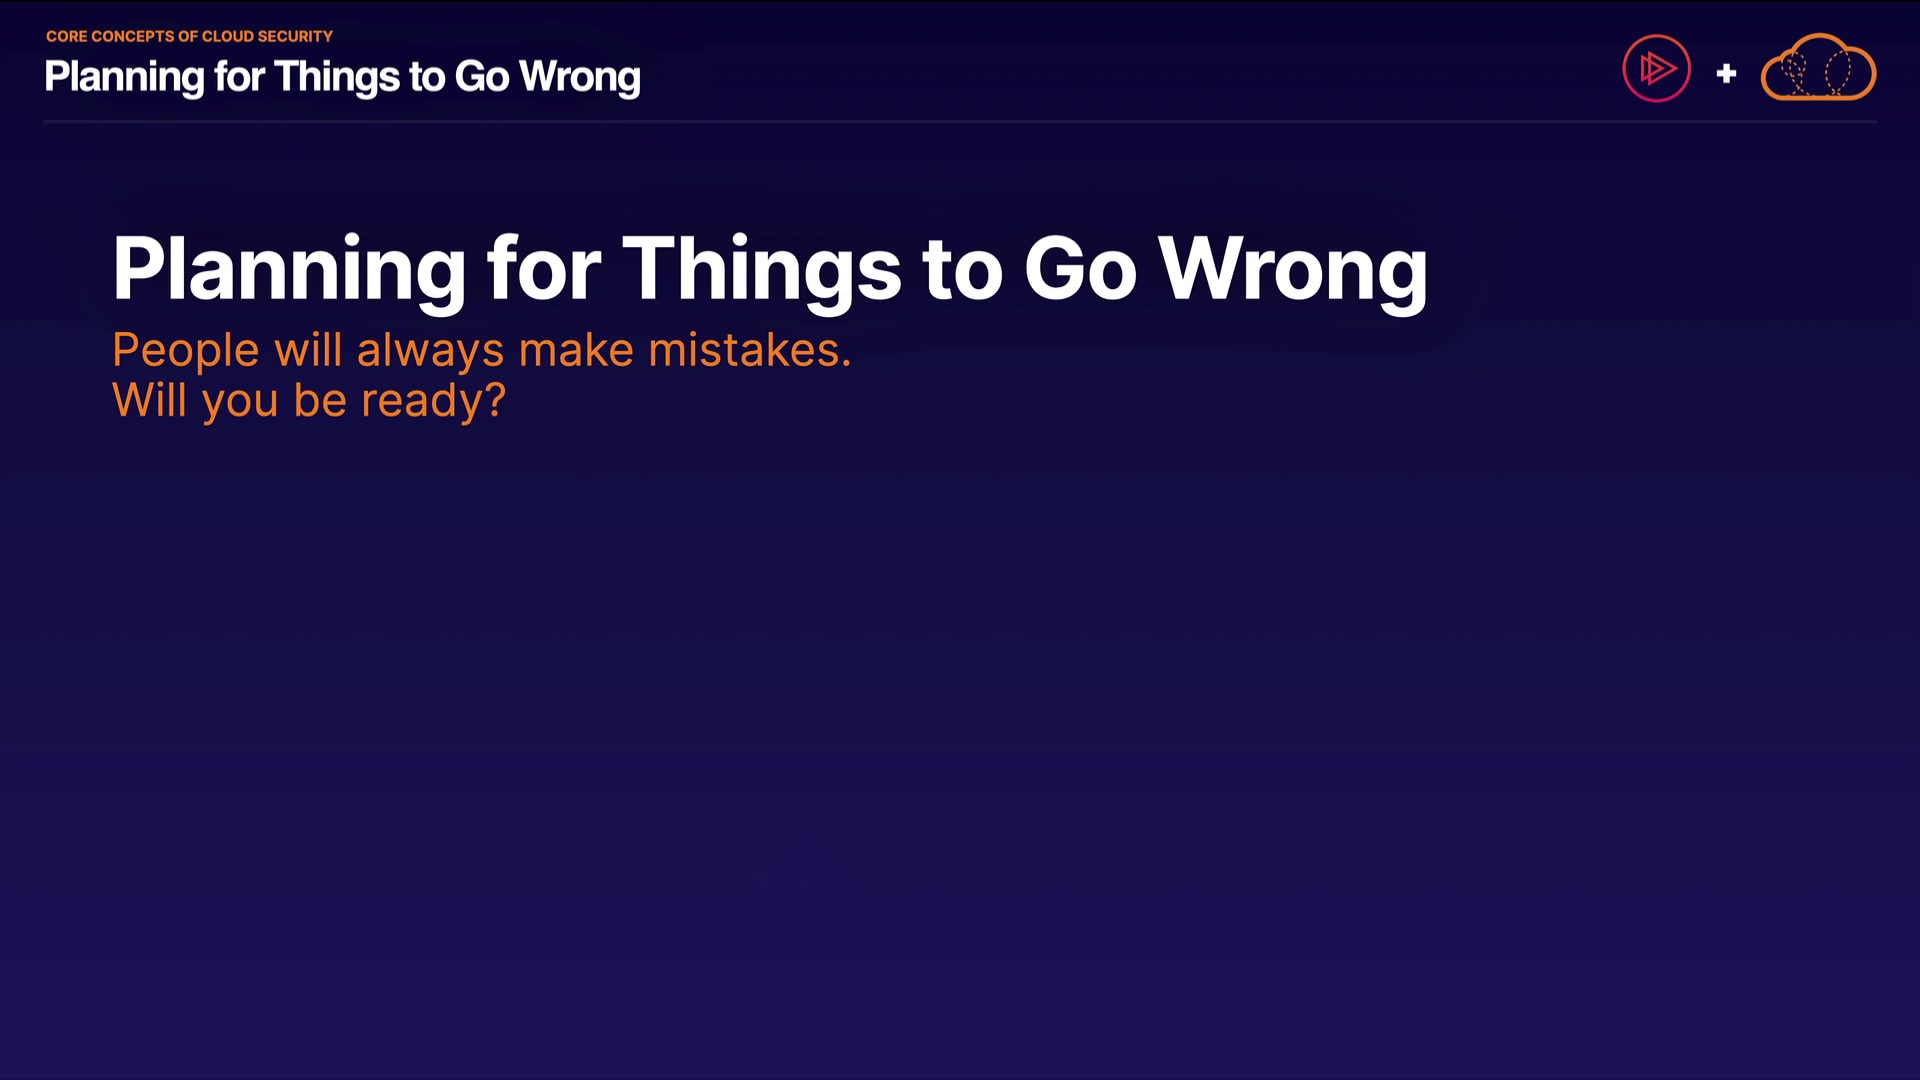 CORE CONCEPTS OF CLOUD SECURITY
Planning for Things to Go Wrong
+
Planning for Things to Go Wrong
People will always make mistakes.
Will you be ready?